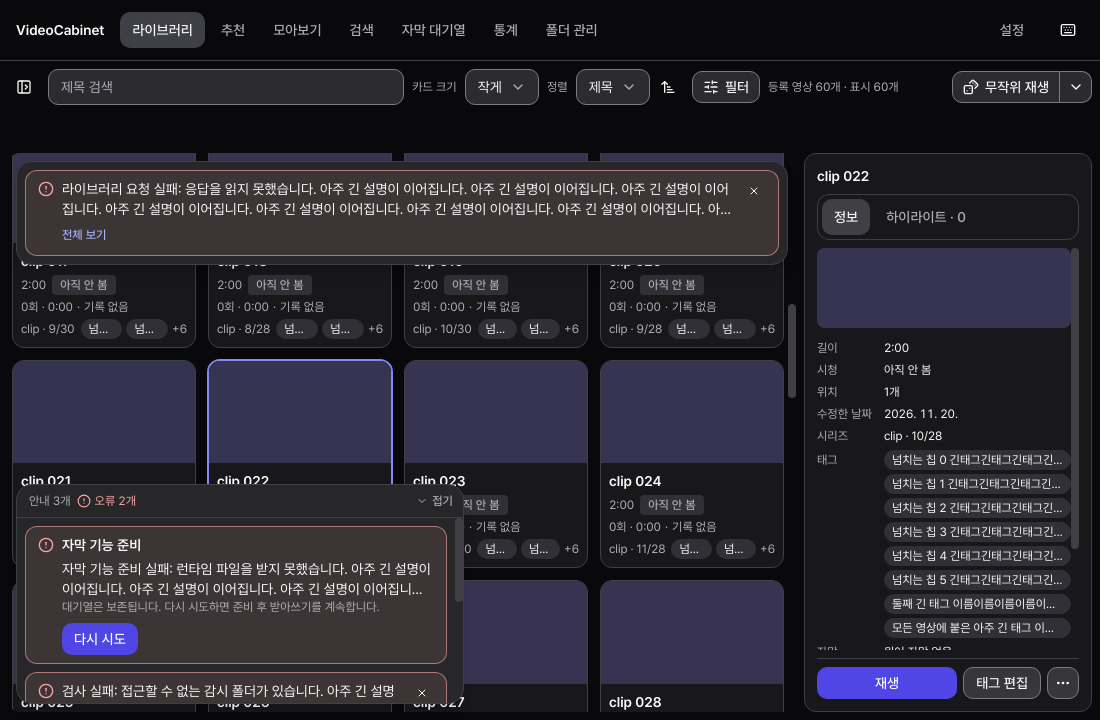 VideoCabinet 라이브러리 추천 모아보기 검색 자막 대기열 통계 폴더 관리 설정
제목 검색 카드 크기 작게 정렬 제목 필터 등록 영상 60개 · 표시 60개 무작위 재생
라이브러리 요청 실패: 응답을 읽지 못했습니다. 아주 긴 설명이 이어집니다. 아주 긴 설명이 이어집니다. 아주 긴 설명이 이어
집니다. 아주 긴 설명이 이어집니다. 아주 긴 설명이 이어집니다. 아주 긴 설명이 이어집니다. 아주 긴 설명이 이어집니다. 아...
전체 보기
2:00 아직 안 봄
0회 · 0:00 · 기록 없음
clip · 9/30 넘... 넘... +6
2:00 아직 안 봄
0회 · 0:00 · 기록 없음
clip · 8/28 넘... 넘... +6
2:00 아직 안 봄
0회 · 0:00 · 기록 없음
clip · 10/30 넘... 넘... +6
2:00 아직 안 봄
0회 · 0:00 · 기록 없음
clip · 9/28 넘... 넘... +6
clip 021
clip 022
clip 023
안 봄
기록 없음
넘... 넘... +6
clip 024
2:00 아직 안 봄
0회 · 0:00 · 기록 없음
clip · 11/28 넘... 넘... +6
안내 3개 오류 2개 접기
자막 기능 준비
자막 기능 준비 실패: 런타임 파일을 받지 못했습니다. 아주 긴 설명이
이어집니다. 아주 긴 설명이 이어집니다. 아주 긴 설명이 이어집니...
대기열은 보존됩니다. 다시 시도하면 준비 후 받아쓰기를 계속합니다.
다시 시도
검사 실패: 접근할 수 없는 감시 폴더가 있습니다. 아주 긴 설명
clip 028
clip 022
정보 하이라이트 · 0
길이 2:00
시청 아직 안 봄
위치 1개
수정한 날짜 2026. 11. 20.
시리즈 clip · 10/28
태그 넘치는 칩 0 긴태그긴태그긴태그긴...
넘치는 칩 1 긴태그긴태그긴태그긴...
넘치는 칩 2 긴태그긴태그긴태그긴...
넘치는 칩 3 긴태그긴태그긴태그긴...
넘치는 칩 4 긴태그긴태그긴태그긴...
넘치는 칩 5 긴태그긴태그긴태그긴...
둘째 긴 태그 이름이름이름이름이...
모든 영상에 붙은 아주 긴 태그 이...
재생 태그 편집